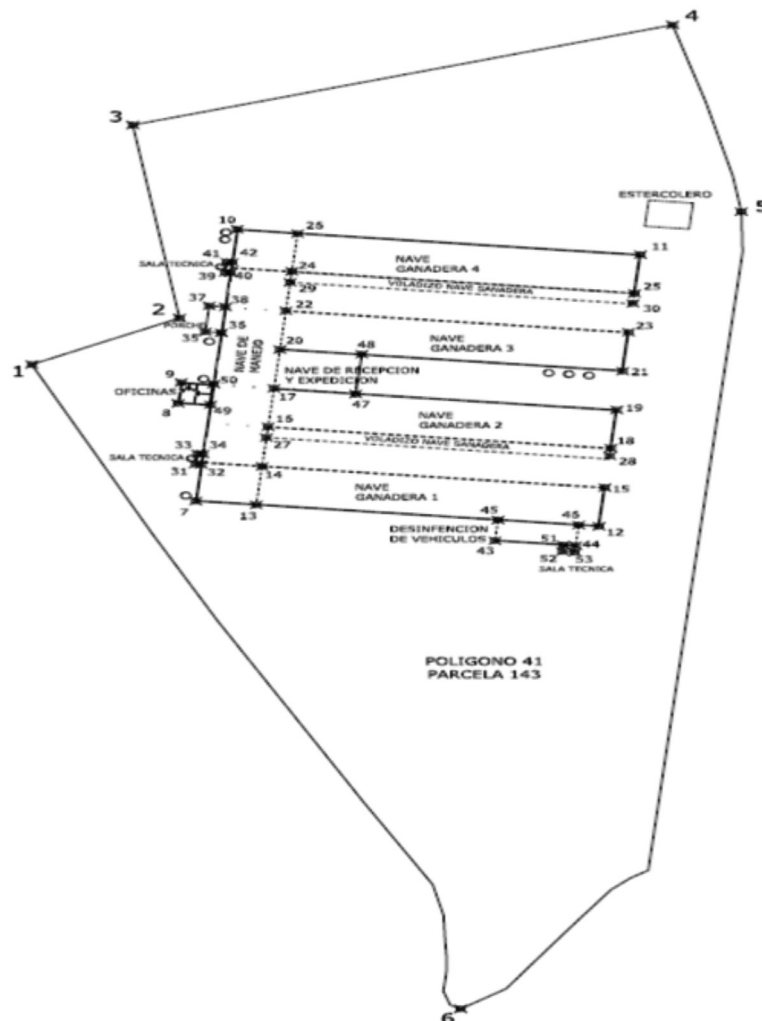 4
3
ESTERCOLERO
5
10
25
11
41 42
NAVE
GANADERA 4
SALA TECNICA
24
39 40
25
29
VOLADIZO NAVE GANADERA
30
37 38
22
23
2
PORCHE
35
35
NAVE DE
MANEJO
NAVE
GANADERA 3
20
48
21
1
9
50
NAVE DE RECEPCION
Y EXPEDICION
OFICINAS
17
47
19
8
49
NAVE
GANADERA 2
15
18
27
VOLADIZO NAVE GANADERA
28
33 34
SALA TECNICA
31 32
14
15
NAVE
GANADERA 1
7
13
45
45
12
DESINFENCION
DE VEHICULOS
43
51
44
52
53
SALA TECNICA
POLIGONO 41
PARCELA 143
6